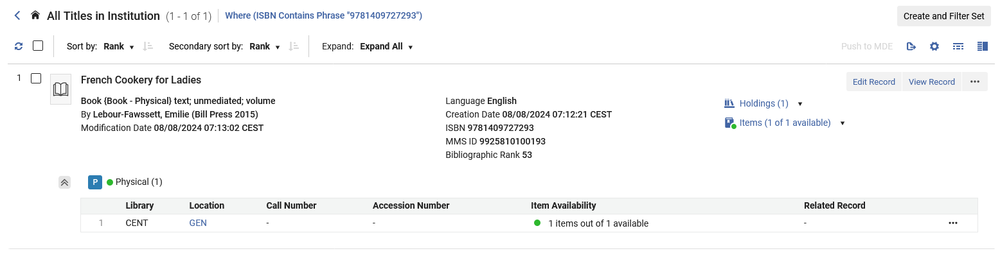 All Titles in Institution (1 - 1 of 1) Where (ISBN Contains Phrase "9781409727293") Create and Filter Set
Sort by: Rank Secondary sort by: Rank Expand: Expand All Push to MDE
1 French Cookery for Ladies Edit Record View Record
Book {Book - Physical} text; unmediated; volume
By Lebour-Fawssett, Emilie (Bill Press 2015)
Modification Date 08/08/2024 07:13:02 CEST
Language English
Creation Date 08/08/2024 07:12:21 CEST
ISBN 9781409727293
MMS ID 9925810100193
Bibliographic Rank 53
Holdings (1)
Items (1 of 1 available)
P Physical (1)
Library Location Call Number Accession Number Item Availability Related Record
1 CENT GEN - - 1 items out of 1 available -